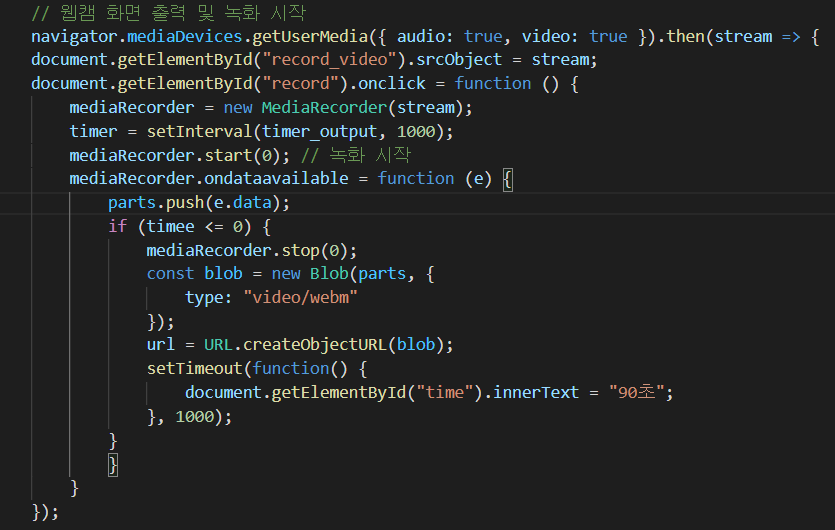 // 웹캠 화면 출력 및 녹화 시작
navigator.mediaDevices.getUserMedia({ audio: true, video: true }).then(stream => {
document.getElementById("record_video").srcObject = stream;
document.getElementById("record").onclick = function () {
mediaRecorder = new MediaRecorder(stream);
timer = setInterval(timer_output, 1000);
mediaRecorder.start(0); // 녹화 시작
mediaRecorder.ondataavailable = function (e) {
parts.push(e.data);
if (timee <= 0) {
mediaRecorder.stop(0);
const blob = new Blob(parts, {
type: "video/webm"
});
url = URL.createObjectURL(blob);
setTimeout(function() {
document.getElementById("time").innerText = "90초";
}, 1000);
}
}
}
});